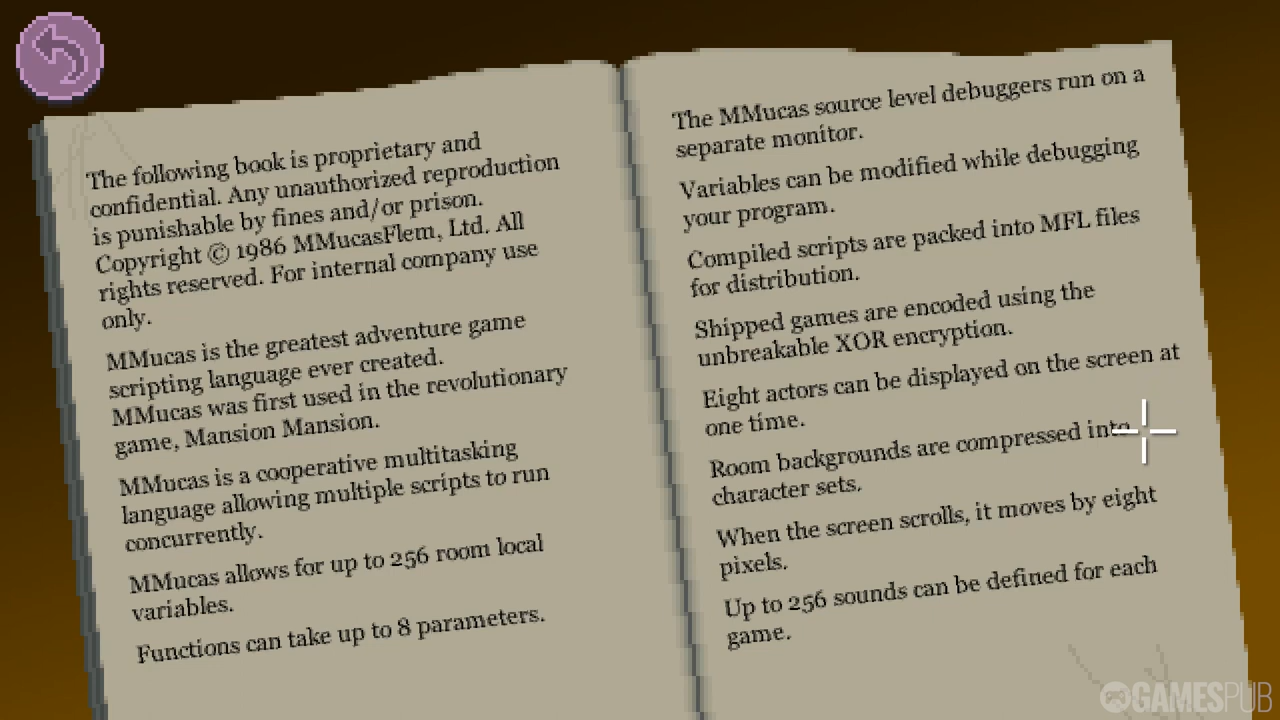 The following book is proprietary and
confidential. Any unauthorized reproduction
is punishable by fines and/or prison.
Copyright © 1986 MMucasFlem, Ltd. All
rights reserved. For internal company use
only.
MMucas is the greatest adventure game
scripting language ever created.
MMucas was first used in the revolutionary
game, Mansion Mansion.
MMucas is a cooperative multitasking
language allowing multiple scripts to run
concurrently.
MMucas allows for up to 256 room local
variables.
Functions can take up to 8 parameters.
The MMucas source level debuggers run on a
separate monitor.
Variables can be modified while debugging
your program.
Compiled scripts are packed into MFL files
for distribution.
Shipped games are encoded using the
unbreakable XOR encryption.
Eight actors can be displayed on the screen at
one time.
Room backgrounds are compressed into
character sets.
When the screen scrolls, it moves by eight
pixels.
Up to 256 sounds can be defined for each
game.
GAMESPUB